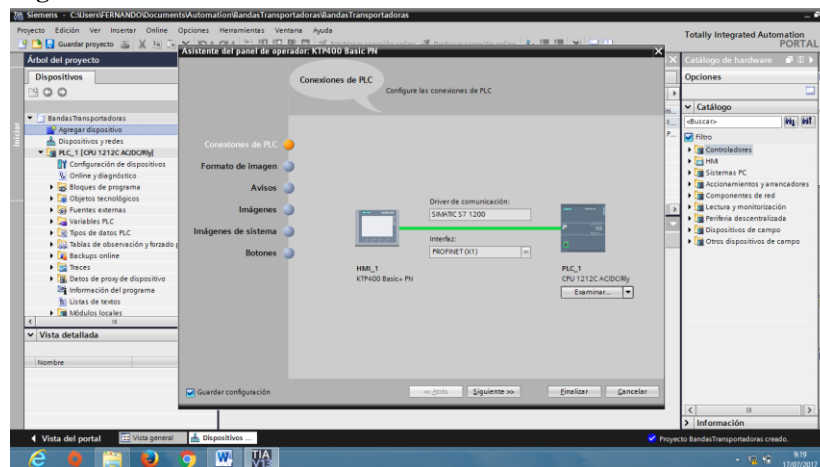 Siemens - C:\Users\FERNANDO\Documents\Automation\BandasTransportadoras\BandasTransportadoras
Proyecto Edición Ver Insertar Online Opciones Herramientas Ventana Ayuda
Totally Integrated Automation
PORTAL
Guardar proyecto
Asistente del panel de operador: KTP400 Basic PN
Árbol del proyecto
Catálogo de hardware
Dispositivos
Opciones
Conexiones de PLC
Configure las conexiones de PLC
Catálogo
<Buscar>
Filtro
BandasTransportadoras
Agregar dispositivo
Dispositivos y redes
PLC_1 [CPU 1212C AC/DC/Rly]
Configuración de dispositivos
Online y diagnóstico
Bloques de programa
Objetos tecnológicos
Fuentes externas
Variables PLC
Tipos de datos PLC
Tablas de observación y forzado
Backups online
Traces
Datos de proxy de dispositivo
Información del programa
Listas de textos
Módulos locales
Conexiones de PLC
Formato de imagen
Avisos
Imágenes
Imágenes de sistema
Botones
Driver de comunicación:
SIMATIC S7 1200
Interfaz:
PROFINET (X1)
HMI_1
KTP400 Basic PN
PLC_1
CPU 1212C AC/DC/Rly
Examinar...
Controladores
HMI
Sistemas PC
Accionamientos y arrancadores
Componentes de red
Lectura y monitorización
Periferia descentralizada
Dispositivos de campo
Otros dispositivos de campo
Vista detallada
Nombre
Guardar configuración
<< Atrás
Siguiente >>
Finalizar
Cancelar
Información
Vista del portal
Vista general
Dispositivos ...
Proyecto BandasTransportadoras creado.
TIA
V13
9:19
17/07/2017